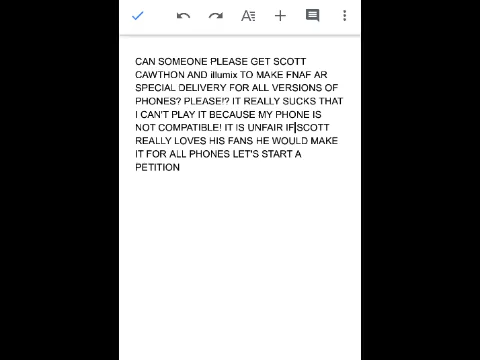 CAN SOMEONE PLEASE GET SCOTT
CAWTHON AND illumix TO MAKE FNAF AR
SPECIAL DELIVERY FOR ALL VERSIONS OF
PHONES? PLEASE!? IT REALLY SUCKS THAT
I CAN'T PLAY IT BECAUSE MY PHONE IS
NOT COMPATIBLE! IT IS UNFAIR IF SCOTT
REALLY LOVES HIS FANS HE WOULD MAKE
IT FOR ALL PHONES LET'S START A
PETITION